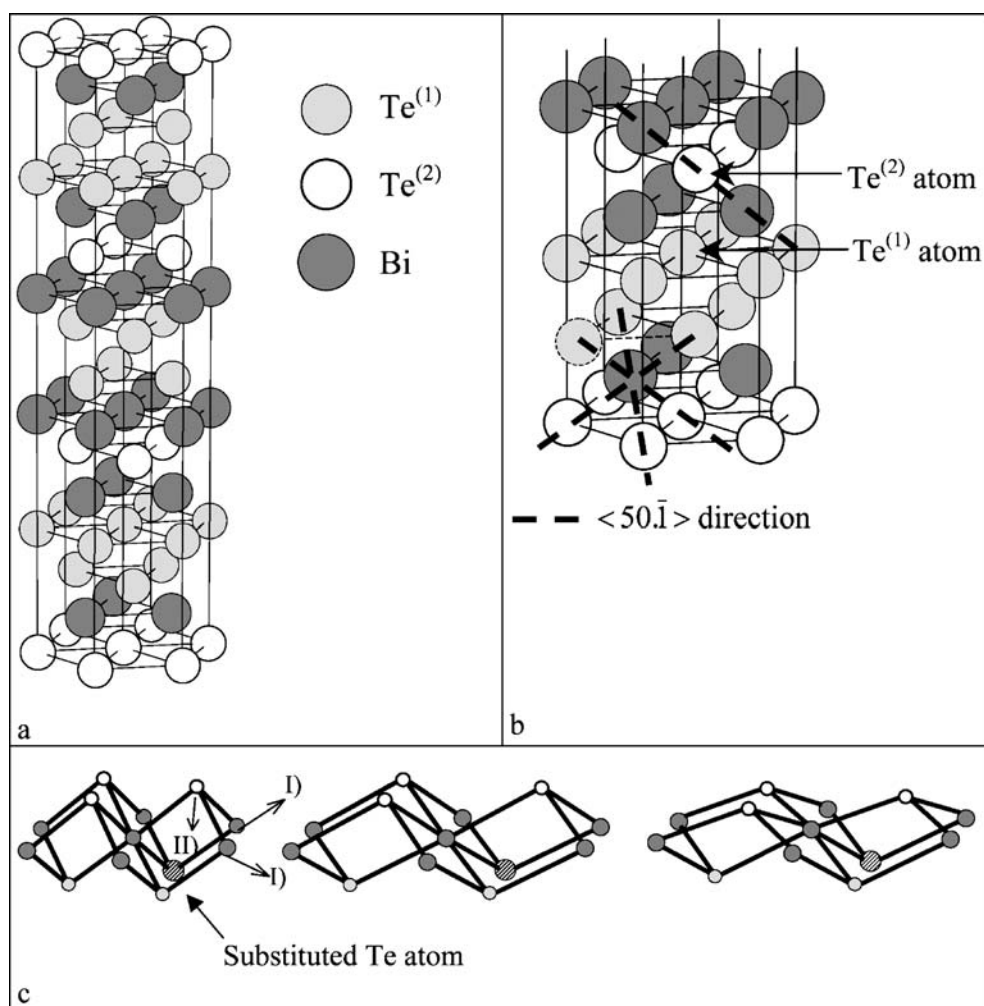 a
Te⁽¹⁾
Te⁽²⁾
Bi
b
Te⁽²⁾ atom
Te⁽¹⁾ atom
<50.1̄> direction
c
I)
II)
I)
Substituted Te atom